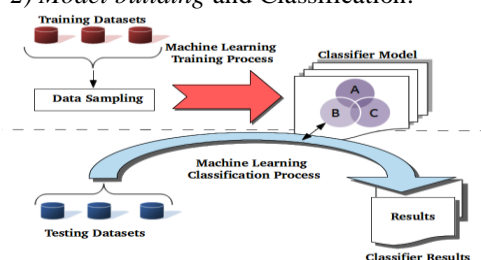 2) Model building and Classification:
Training Datasets
Machine Learning
Training Process
Classifier Model
Data Sampling
A
B
C
Machine Learning
Classification Process
Testing Datasets
Results
Classifier Results